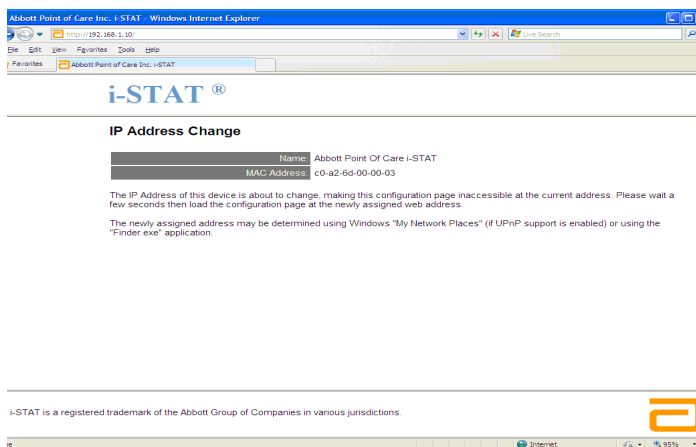 Abbott Point of Care Inc. i-STAT - Windows Internet Explorer
http://192.168.1.10/
Live Search
File Edit View Favorites Tools Help
Favorites Abbott Point of Care Inc. i-STAT
i-STAT ®
IP Address Change
Name: Abbott Point Of Care i-STAT
MAC Address: c0-a2-6d-00-00-03
The IP Address of this device is about to change, making this configuration page inaccessible at the current address. Please wait a
few seconds then load the configuration page at the newly assigned web address.
The newly assigned address may be determined using Windows "My Network Places" (if UPnP support is enabled) or using the
"Finder.exe" application.
i-STAT is a registered trademark of the Abbott Group of Companies in various jurisdictions.
Internet 95%